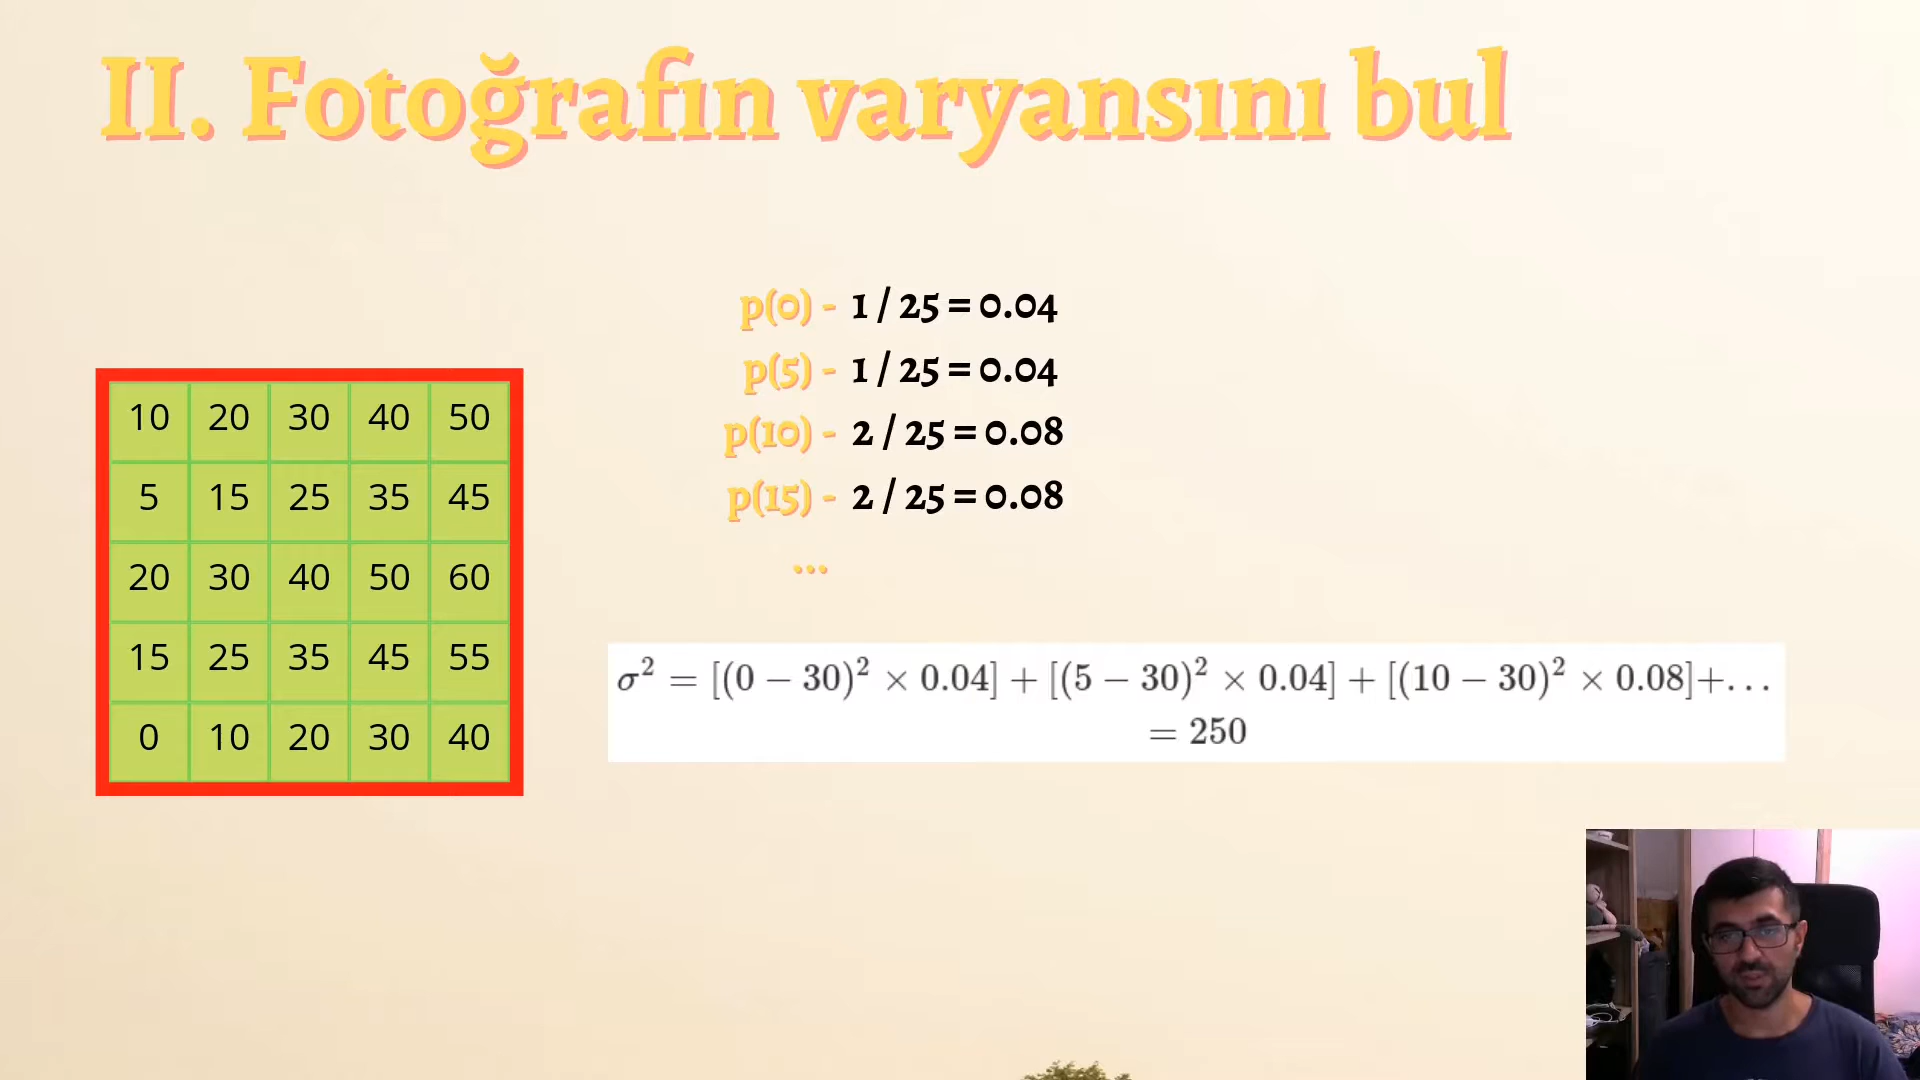 II. Fotoğrafın varyansını bul
p(0) - 1 / 25 = 0.04
p(5) - 1 / 25 = 0.04
p(10) - 2 / 25 = 0.08
p(15) - 2 / 25 = 0.08
...
10 20 30 40 50
5 15 25 35 45
20 30 40 50 60
15 25 35 45 55
0 10 20 30 40
σ² = [(0 − 30)² × 0.04] + [(5 − 30)² × 0.04] + [(10 − 30)² × 0.08]+...
= 250